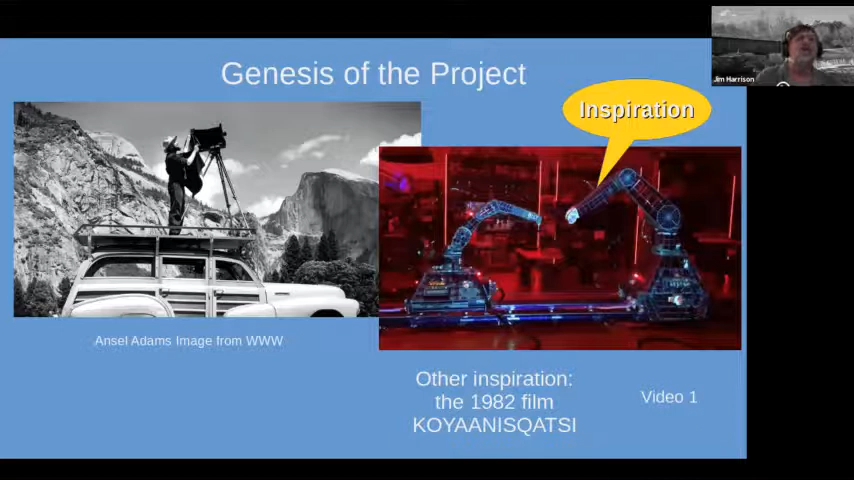 Genesis of the Project
Inspiration
Jim Harrison
Ansel Adams Image from WWW
Other inspiration:
the 1982 film
KOYAANISQATSI
Video 1